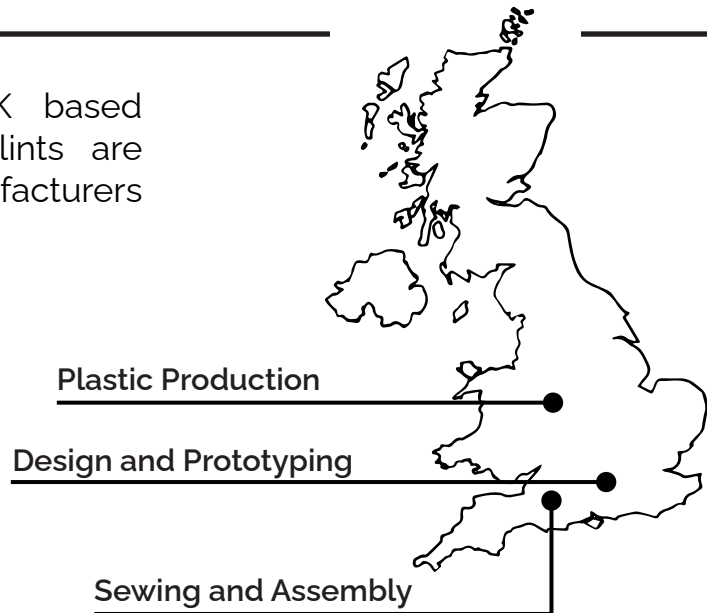 K based
lints are
facturers
Plastic Production
Design and Prototyping
Sewing and Assembly